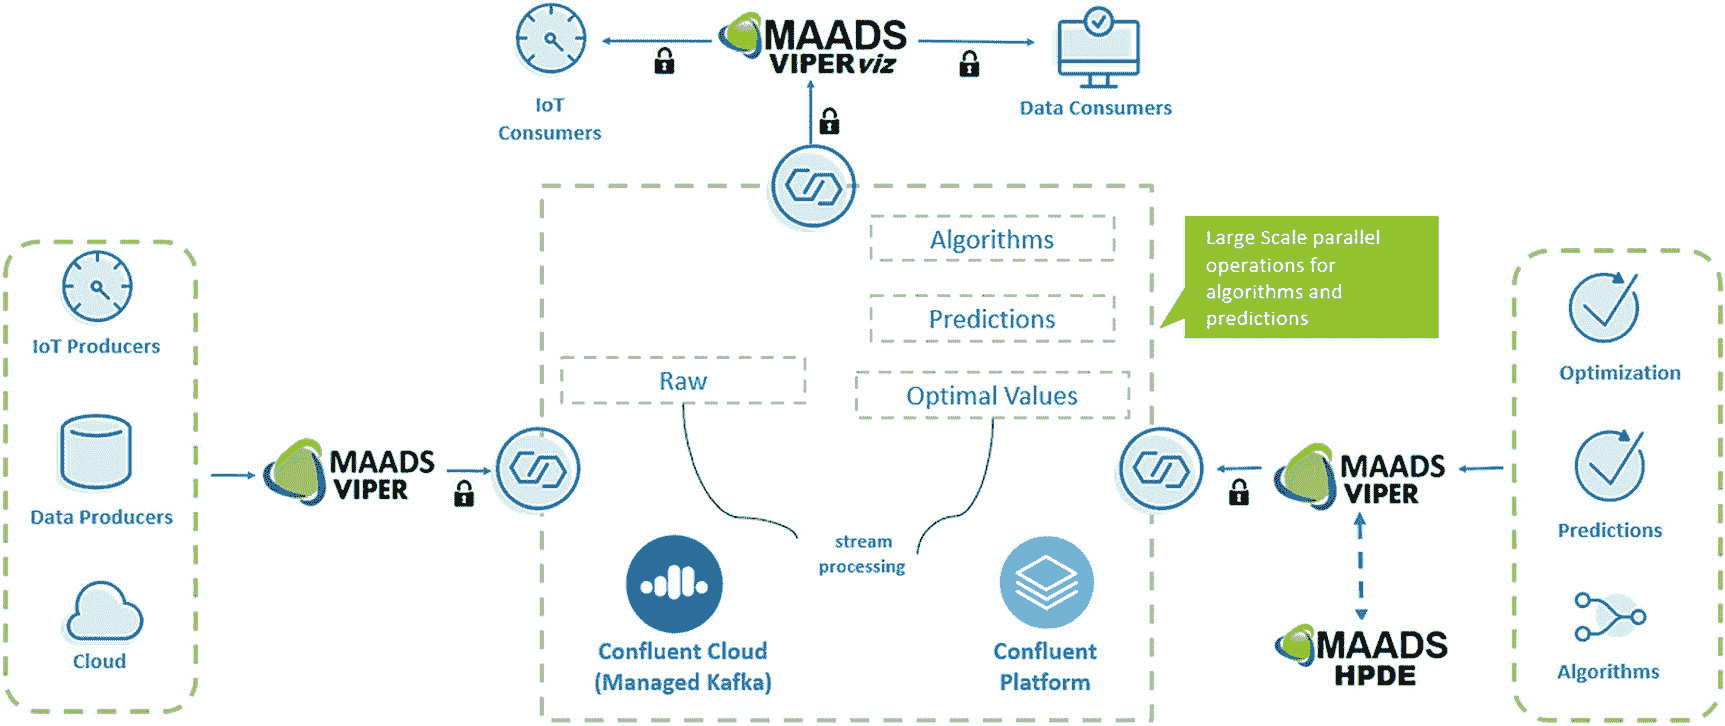 MAADS
VIPERviz
IoT
Consumers
Data Consumers
IoT Producers
Data Producers
Cloud
MAADS
VIPER
Algorithms
Predictions
Raw
Optimal Values
stream
processing
Confluent Cloud
(Managed Kafka)
Confluent
Platform
Large Scale parallel
operations for
algorithms and
predictions
MAADS
VIPER
MAADS
HPDE
Optimization
Predictions
Algorithms